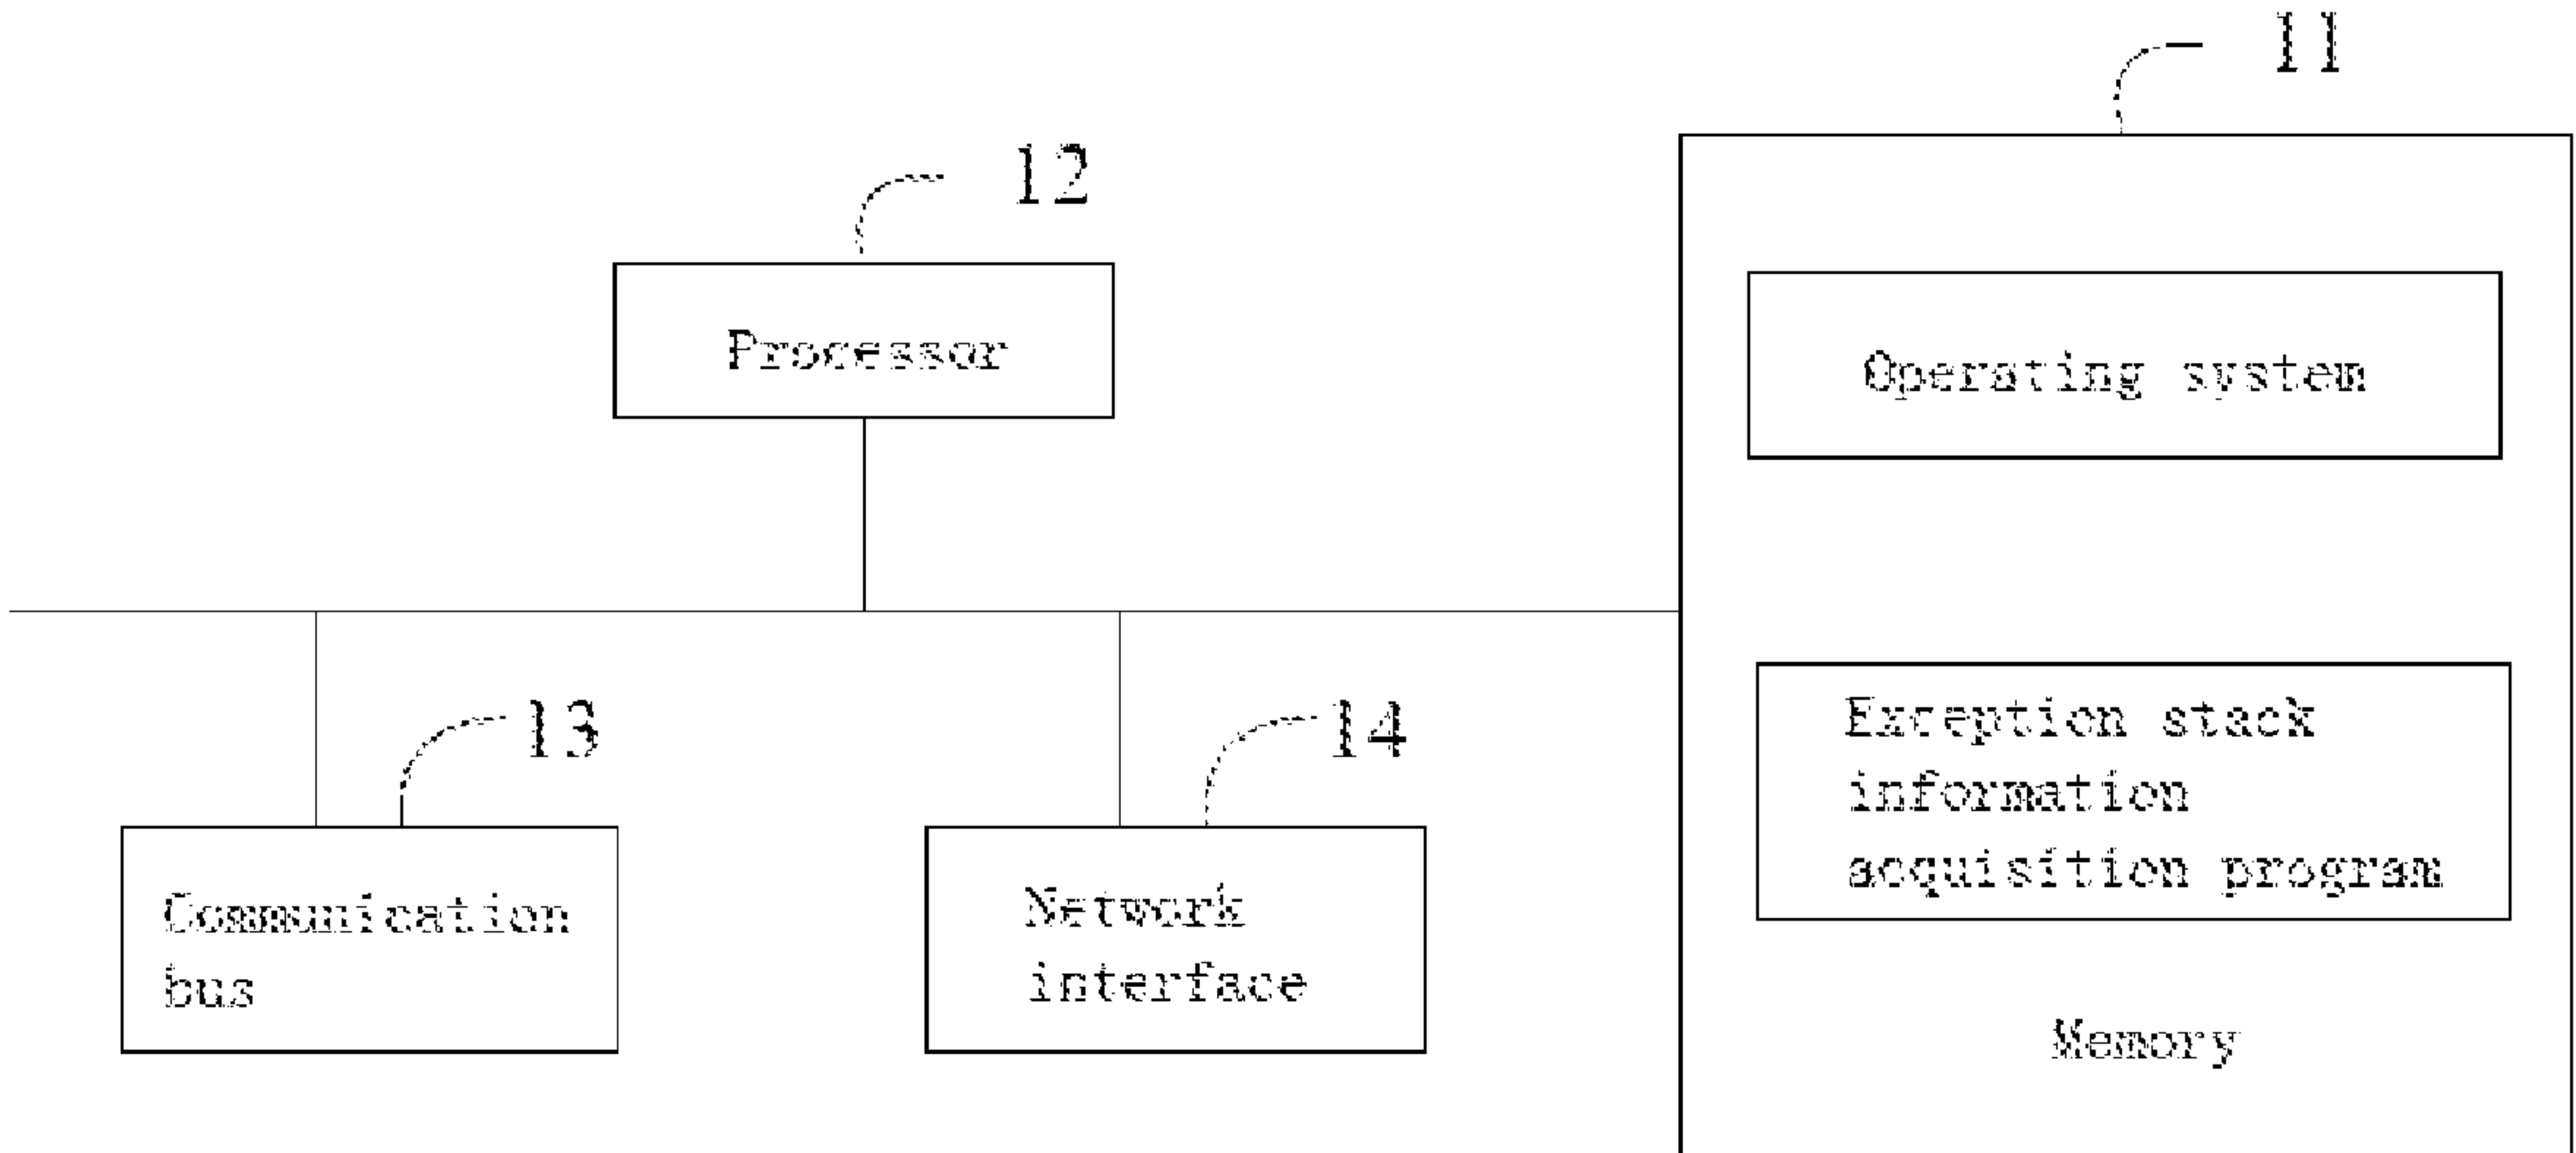 11
12
Processor
Operating system
13
14
Exception stack
information
acquisition program
Communication
bus
Network
interface
Memory